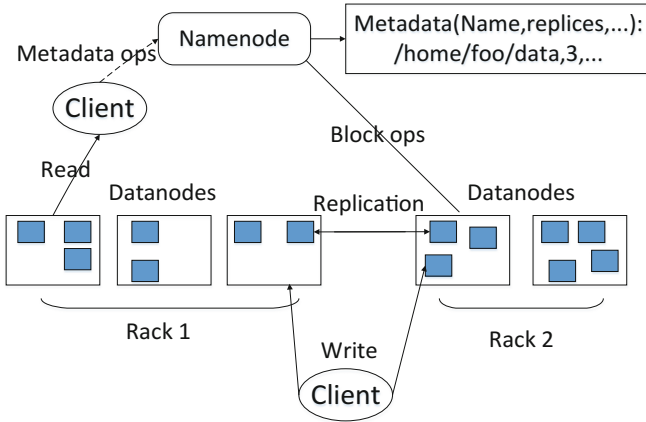 Metadata(Name,replices,...):
/home/foo/data,3,...
Namenode
Metadata ops
Client
Block ops
Read
Datanodes
Replication
Datanodes
Rack 1
Rack 2
Write
Client